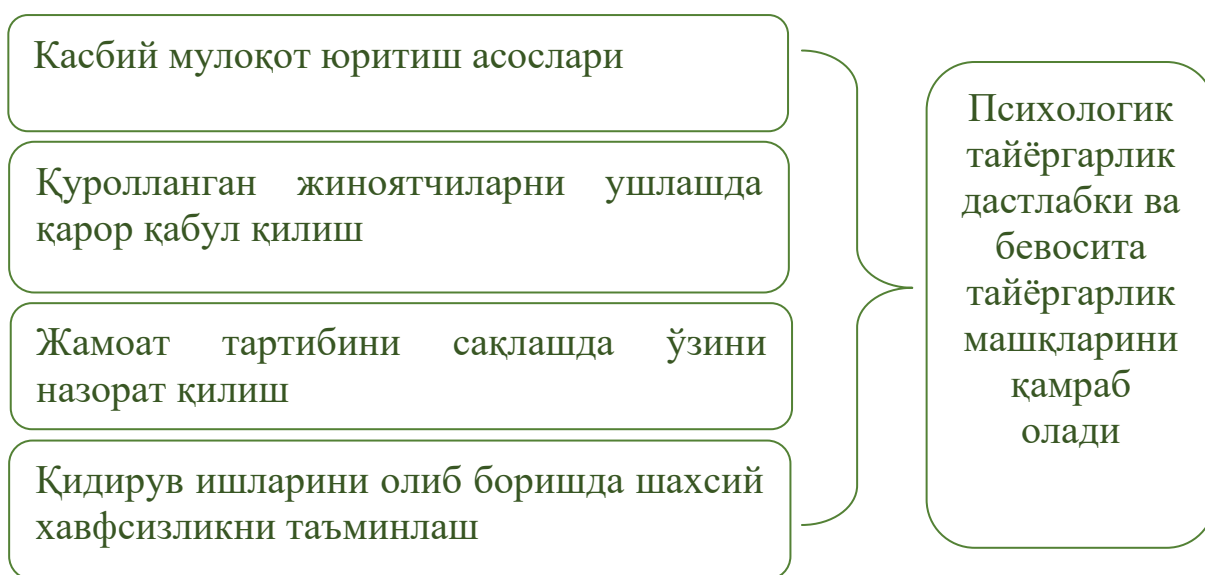 Касбий мулоқот юритиш асослари
Қуролланган жиноятчиларни ушлашда
қарор қабул қилиш
Жамоат тартибини сақлашда ўзини
назорат қилиш
Қидирув ишларини олиб боришда шахсий
хавфсизликни таъминлаш
Психологик
тайёргарлик
дастлабки ва
бевосита
тайёргарлик
машқларини
қамраб
олади